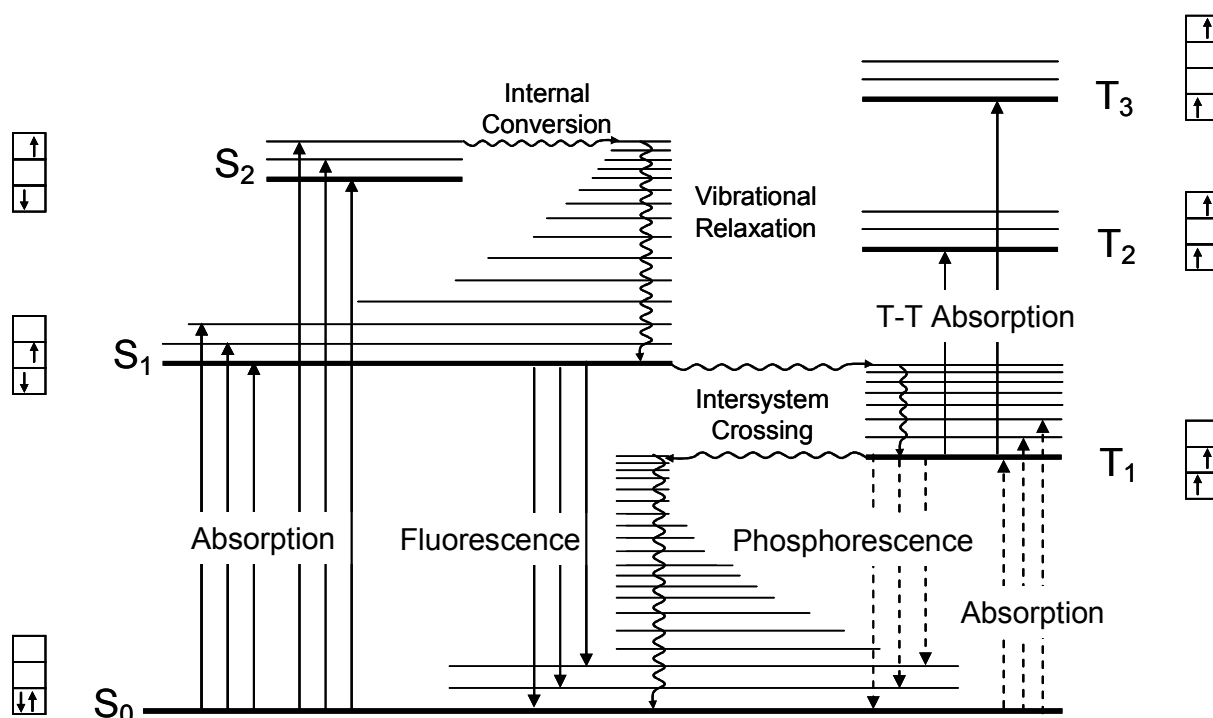 Internal
Conversion
T₃
S₂
Vibrational
Relaxation
T₂
T-T Absorption
S₁
Intersystem
Crossing
T₁
Absorption
Fluorescence
Phosphorescence
Absorption
S₀